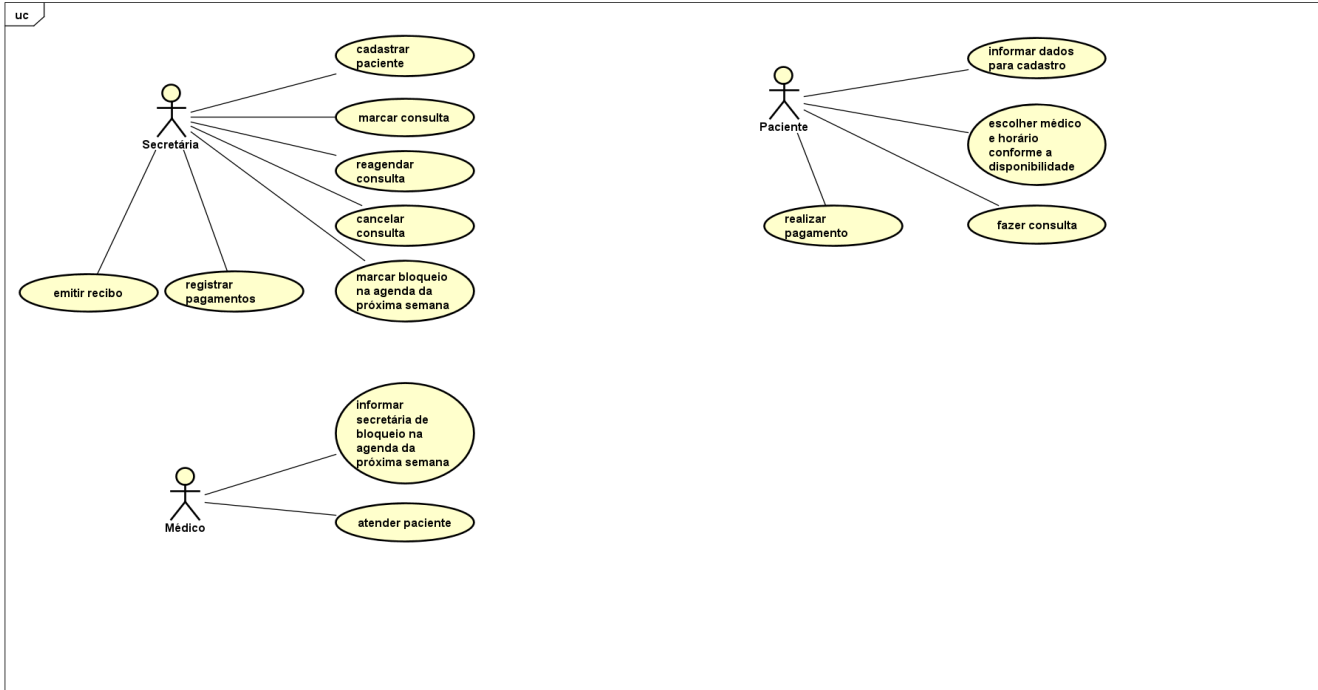 uc
cadastrar
paciente
marcar consulta
Secretária
reagendar
consulta
cancelar
consulta
marcar bloqueio
na agenda da
próxima semana
emitir recibo
registrar
pagamentos
informar dados
para cadastro
Paciente
escolher médico
e horário
conforme a
disponibilidade
realizar
pagamento
fazer consulta
informar
secretária de
bloqueio na
agenda da
próxima semana
Médico
atender paciente